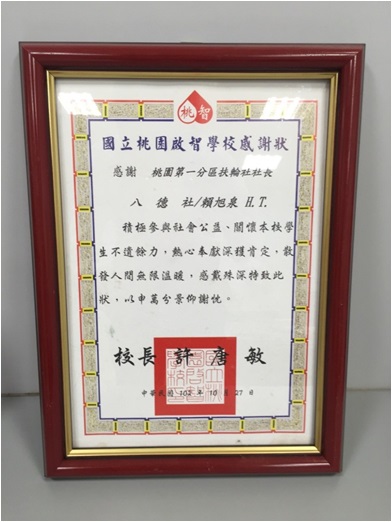 桃智
國立桃園啟智學校感謝狀
感謝 桃園第一分區扶輪社社長
八德 社/賴旭泉 H.T.
積極參與社會公益、關懷本校學
生不遺餘力,熱心奉獻深穫肯定,散
發人間無限溫暖,感戴殊深特致此
狀,以申萬分景仰謝忱。
校長 許唐敏
中華民國 102 年 10 月 27 日